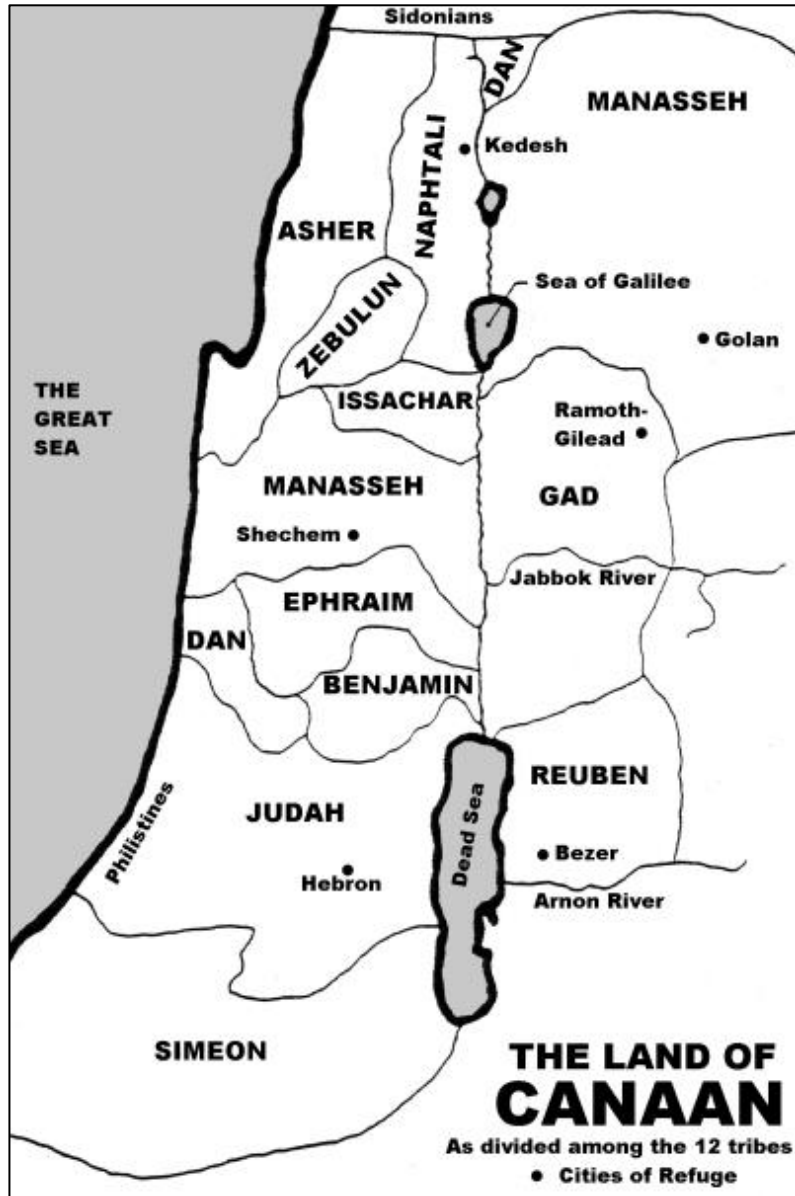 Sidonians
DAN
MANASSEH
NAPHTALI
Kedesh
ASHER
Sea of Galilee
ZEBULUN
Golan
THE
GREAT
SEA
ISSACHAR
Ramoth-
Gilead
MANASSEH
GAD
Shechem
Jabbok River
EPHRAIM
DAN
BENJAMIN
REUBEN
JUDAH
Philistines
Dead Sea
Bezer
Hebron
Arnon River
SIMEON
THE LAND OF
CANAAN
As divided among the 12 tribes
Cities of Refuge